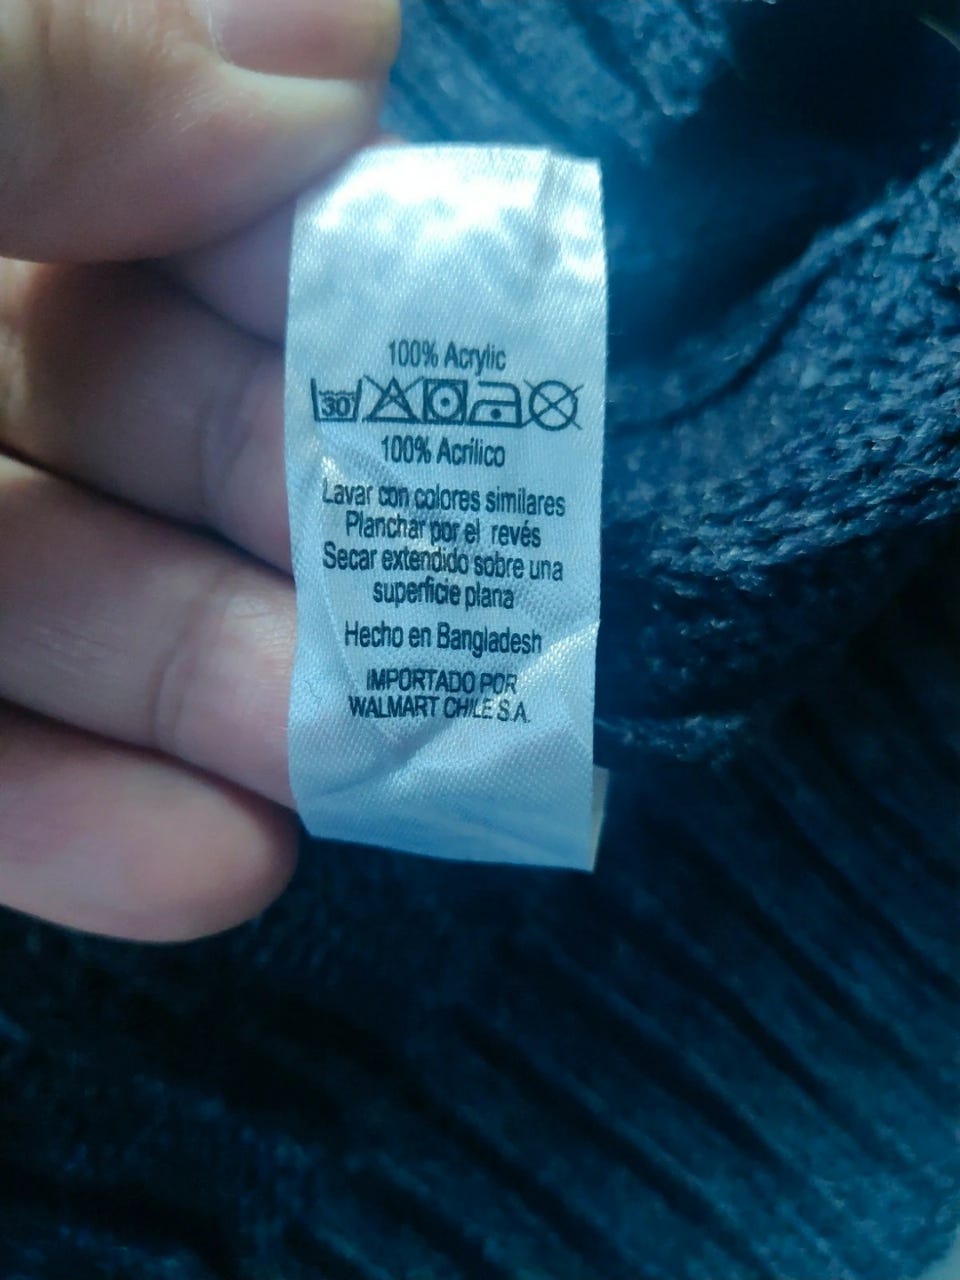 100% Acrylic
30
100% Acrílico
Lavar con colores similares
Planchar por el revés
Secar extendido sobre una
superficie plana
Hecho en Bangladesh
IMPORTADO POR
WALMART CHILE S.A.